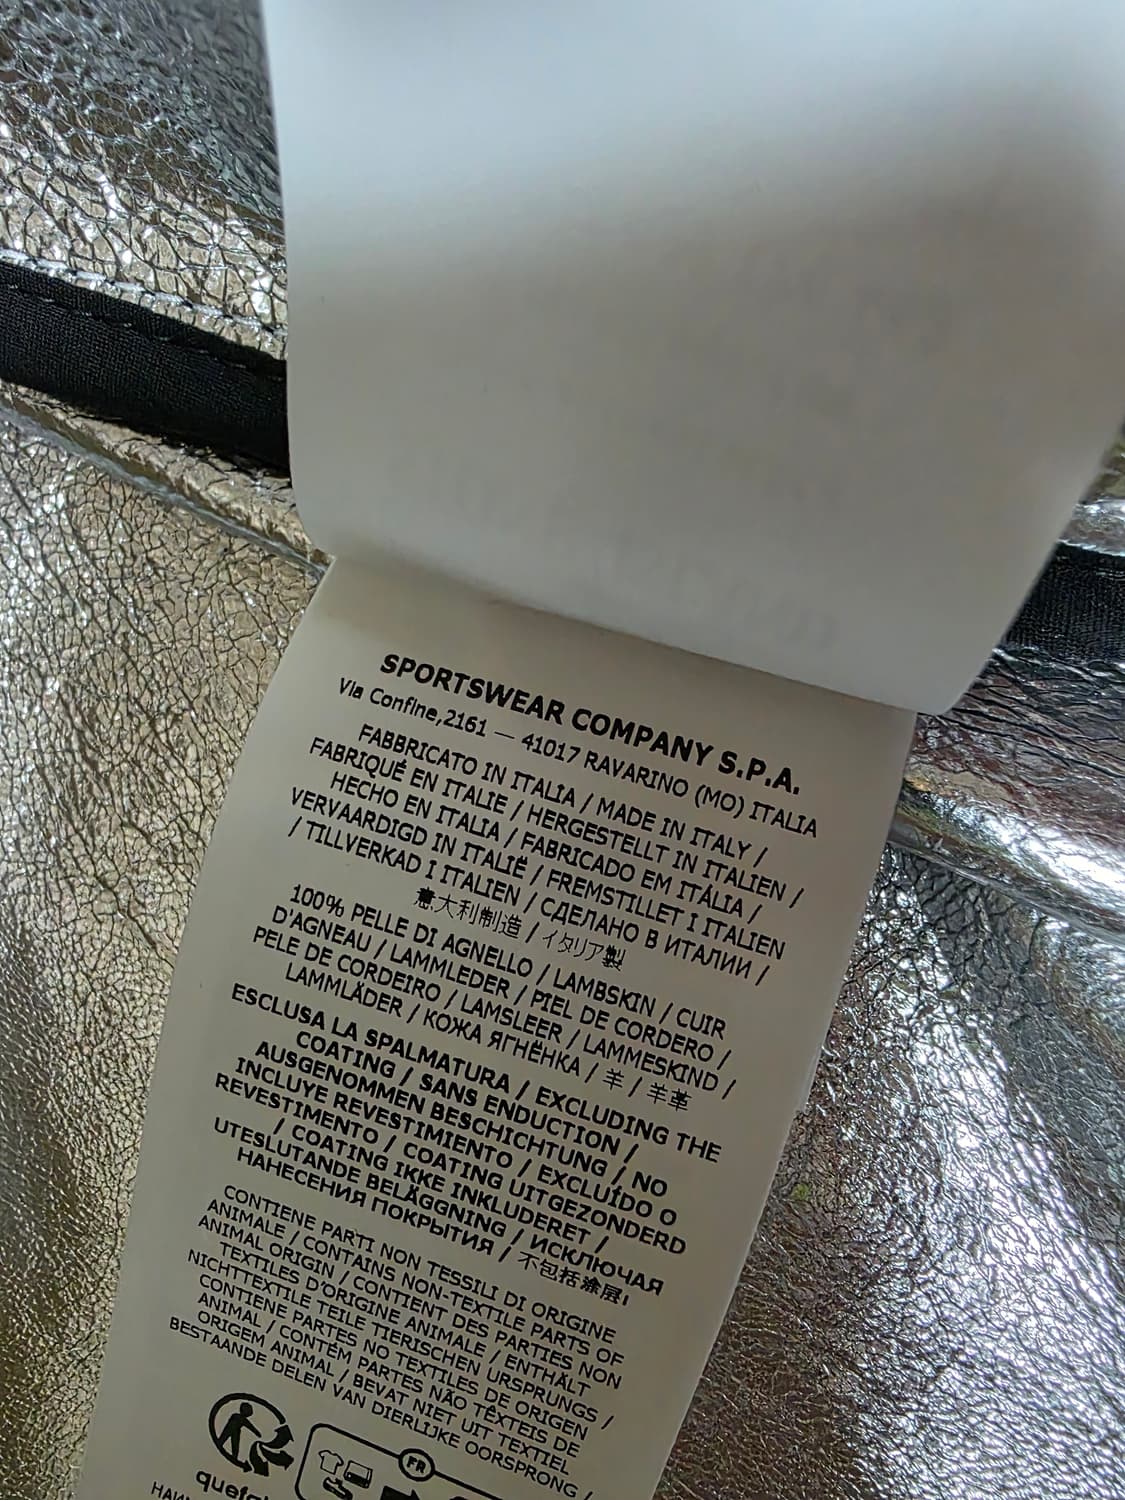 SPORTSWEAR COMPANY S.P.A.
Via Confine,2161 — 41017 RAVARINO (MO) ITALIA
FABBRICATO IN ITALIA / MADE IN ITALY /
FABRIQUÉ EN ITALIE / HERGESTELLT IN ITALIEN /
HECHO EN ITALIA / FABRICADO EM ITÁLIA /
VERVAARDIGD IN ITALIË / FREMSTILLET I ITALIEN
/ TILLVERKAD I ITALIEN / СДЕЛАНО В ИТАЛИИ /
意大利制造 / イタリア製
100% PELLE DI AGNELLO / LAMBSKIN / CUIR
D'AGNEAU / LAMMLEDER / PIEL DE CORDERO /
PELE DE CORDEIRO / LAMSLEER / LAMMESKIND /
LAMMLÄDER / КОЖА ЯГНЁНКА / 羊 / 羊革
ESCLUSA LA SPALMATURA / EXCLUDING THE
COATING / SANS ENDUCTION /
AUSGENOMMEN BESCHICHTUNG / NO
INCLUYE REVESTIMIENTO / EXCLUÍDO O
REVESTIMENTO / COATING UITGEZONDERD
/ COATING IKKE INKLUDERET /
UTESLUTANDE BELÄGGNING / ИСКЛЮЧАЯ
НАНЕСЕНИЯ ПОКРЫТИЯ / 不包括涂层
CONTIENE PARTI NON TESSILI DI ORIGINE
ANIMALE / CONTAINS NON-TEXTILE PARTS OF
ANIMAL ORIGIN / CONTIENT DES PARTIES NON
TEXTILES D'ORIGINE ANIMALE / ENTHÄLT
NICHTTEXTILE TEILE TIERISCHEN URSPRUNGS /
CONTIENE PARTES NO TEXTILES DE ORIGEN
ANIMAL / CONTÉM PARTES NÃO TÊXTEIS DE
ORIGEM ANIMAL / BEVAT NIET UIT TEXTIEL
BESTAANDE DELEN VAN DIERLIJKE OORSPRONG /
FR